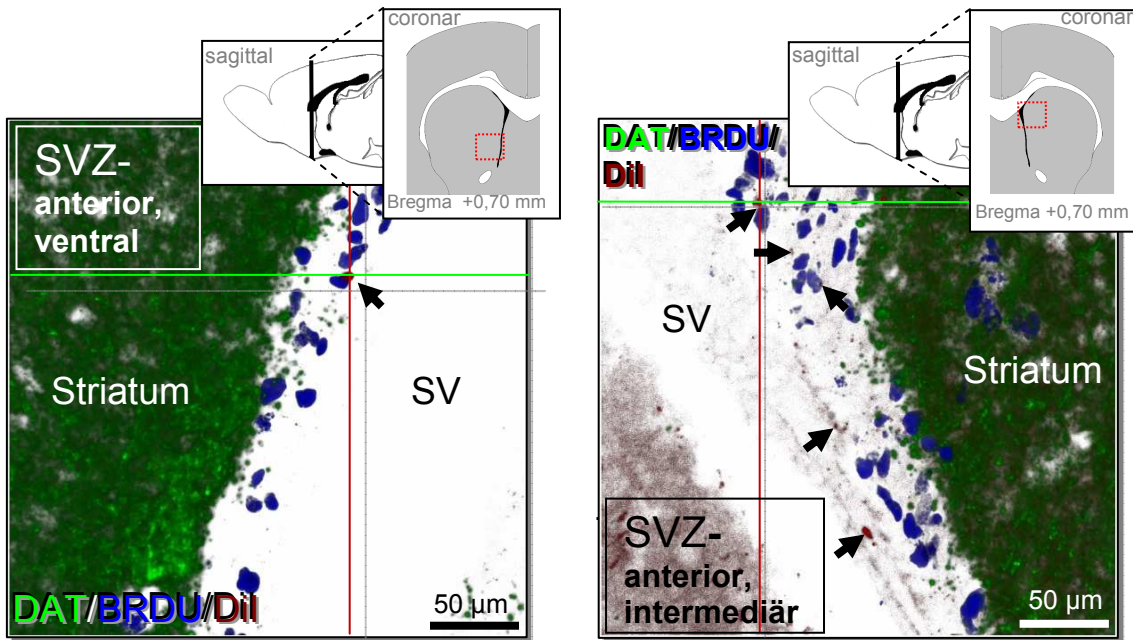 sagittal
coronar
Bregma +0,70 mm
SVZ-
anterior,
ventral
Striatum
SV
DAT/BRDU/DiI
50 µm
sagittal
coronar
Bregma +0,70 mm
DAT/BRDU/
DiI
SV
Striatum
SVZ-
anterior,
intermediär
50 µm